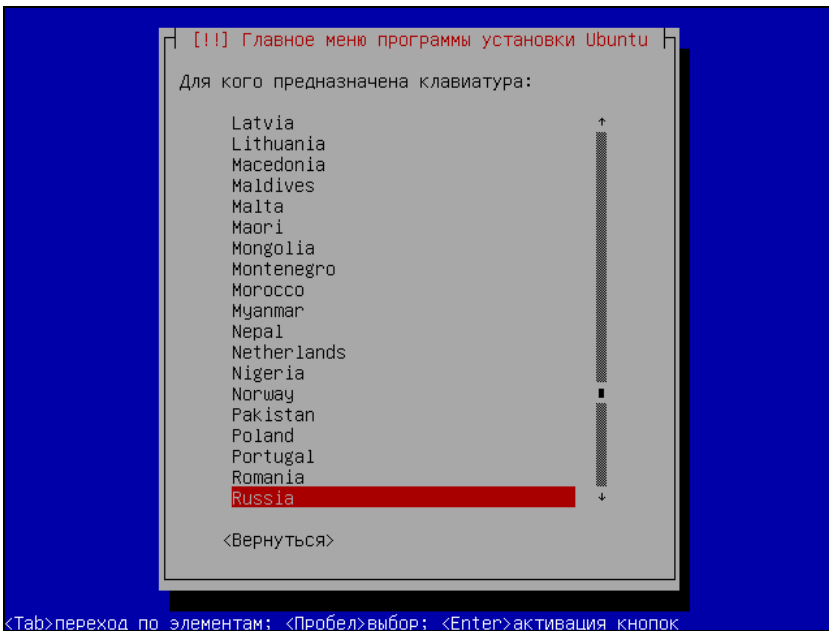 [!!] Главное меню программы установки Ubuntu
Для кого предназначена клавиатура:
Latvia
Lithuania
Macedonia
Maldives
Malta
Maori
Mongolia
Montenegro
Morocco
Myanmar
Nepal
Netherlands
Nigeria
Norway
Pakistan
Poland
Portugal
Romania
Russia
<Вернуться>
<Tab>переход по элементам; <Пробел>выбор; <Enter>активация кнопок